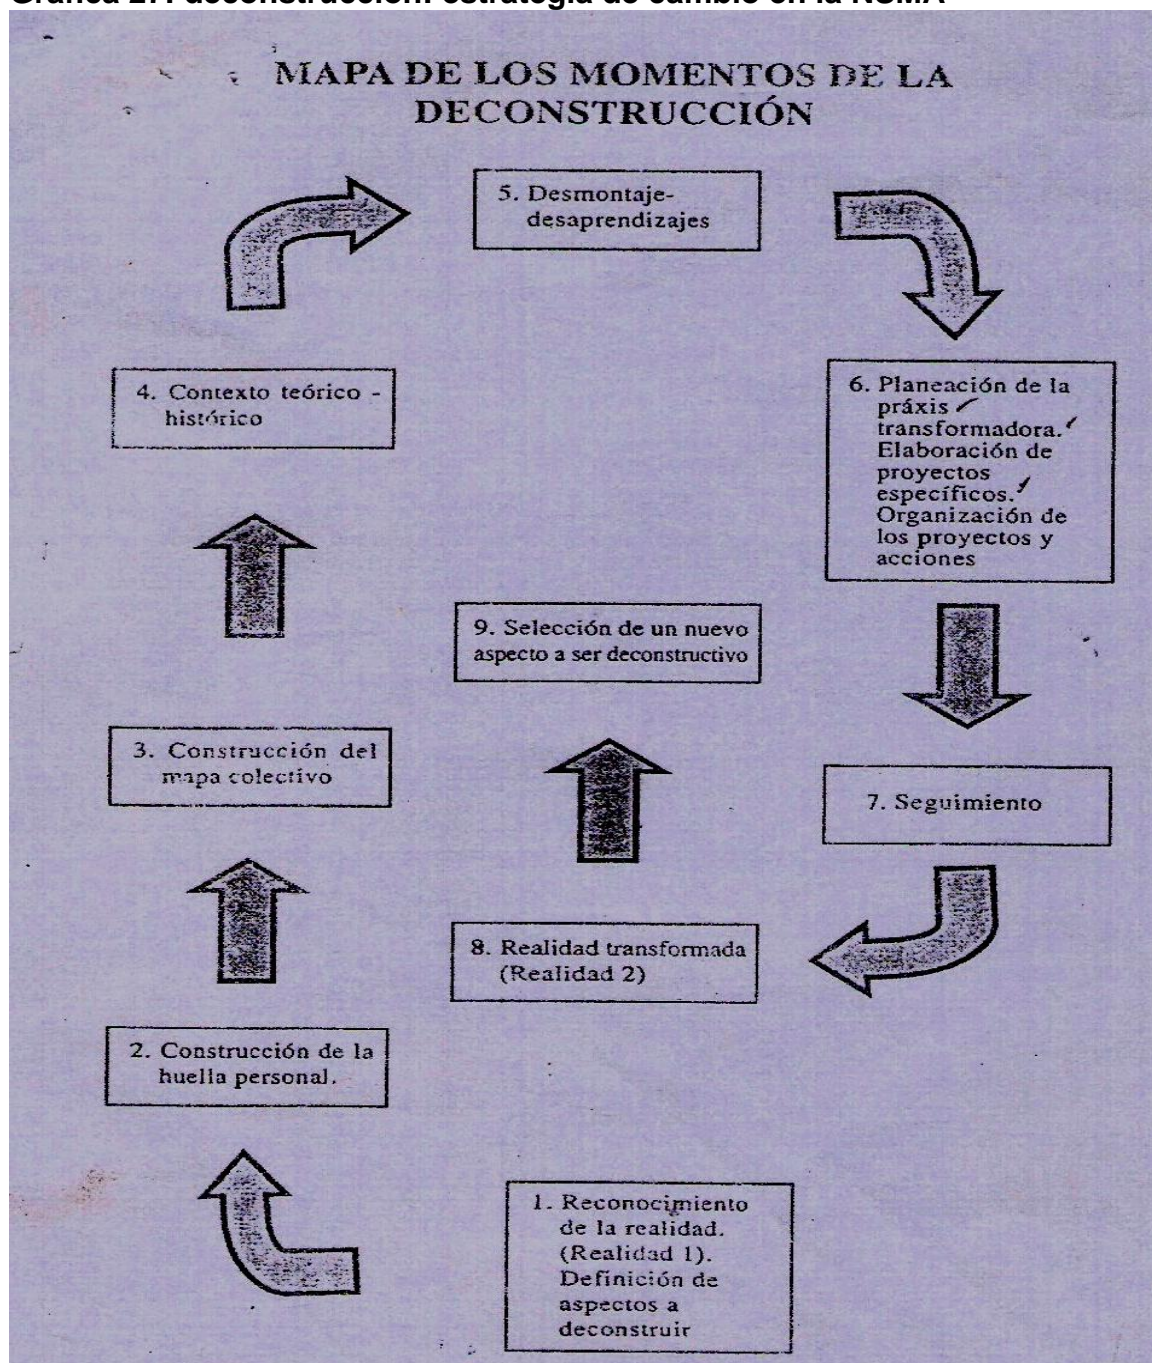 Gráfica 27. deconstrucción: estrategia de cambio en la NSMA
MAPA DE LOS MOMENTOS DE LA
DECONSTRUCCIÓN
1. Reconocimiento
de la realidad.
(Realidad 1).
Definición de
aspectos a
deconstruir
2. Construcción de la
huella personal.
3. Construcción del
mapa colectivo
4. Contexto teórico -
histórico
5. Desmontaje-
desaprendizajes
6. Planeación de la
práxis
transformadora.
Elaboración de
proyectos
específicos.
Organización de
los proyectos y
acciones
7. Seguimiento
8. Realidad transformada
(Realidad 2)
9. Selección de un nuevo
aspecto a ser deconstructivo